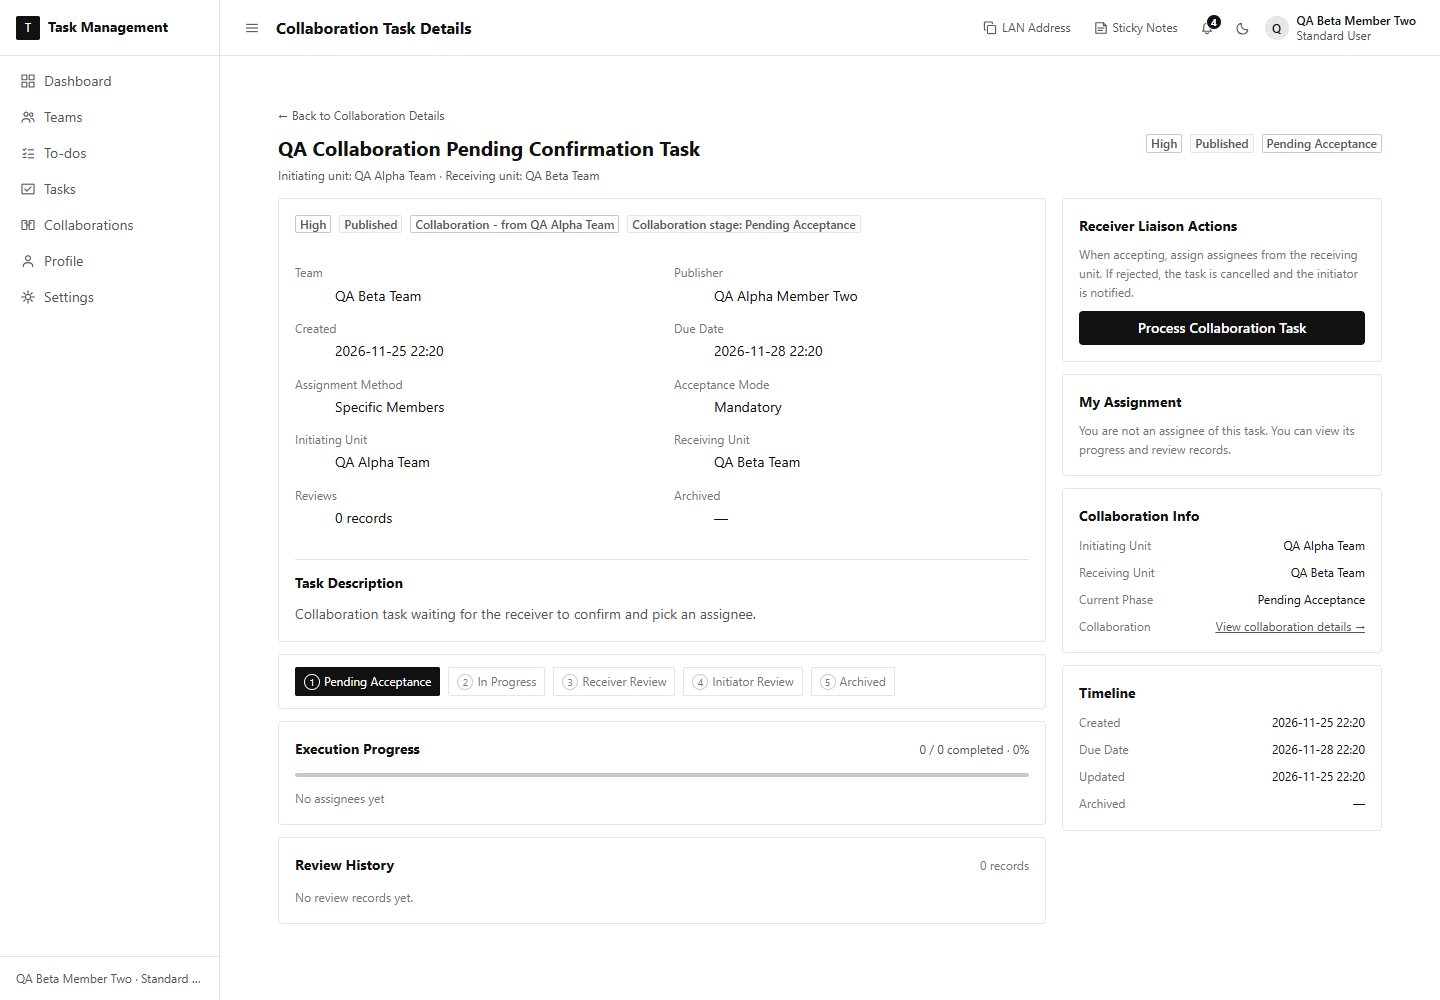 T Task Management
Collaboration Task Details
LAN Address
Sticky Notes
4
Q
QA Beta Member Two
Standard User
Dashboard
Teams
To-dos
Tasks
Collaborations
Profile
Settings
← Back to Collaboration Details
QA Collaboration Pending Confirmation Task
Initiating unit: QA Alpha Team · Receiving unit: QA Beta Team
High Published Pending Acceptance
High Published Collaboration - from QA Alpha Team Collaboration stage: Pending Acceptance
Team
QA Beta Team
Publisher
QA Alpha Member Two
Created
2026-11-25 22:20
Due Date
2026-11-28 22:20
Assignment Method
Specific Members
Acceptance Mode
Mandatory
Initiating Unit
QA Alpha Team
Receiving Unit
QA Beta Team
Reviews
0 records
Archived
—
Task Description
Collaboration task waiting for the receiver to confirm and pick an assignee.
1 Pending Acceptance 2 In Progress 3 Receiver Review 4 Initiator Review 5 Archived
Execution Progress 0 / 0 completed · 0%
No assignees yet
Review History 0 records
No review records yet.
Receiver Liaison Actions
When accepting, assign assignees from the receiving
unit. If rejected, the task is cancelled and the initiator
is notified.
Process Collaboration Task
My Assignment
You are not an assignee of this task. You can view its
progress and review records.
Collaboration Info
Initiating Unit QA Alpha Team
Receiving Unit QA Beta Team
Current Phase Pending Acceptance
Collaboration View collaboration details →
Timeline
Created 2026-11-25 22:20
Due Date 2026-11-28 22:20
Updated 2026-11-25 22:20
Archived —
QA Beta Member Two · Standard ...